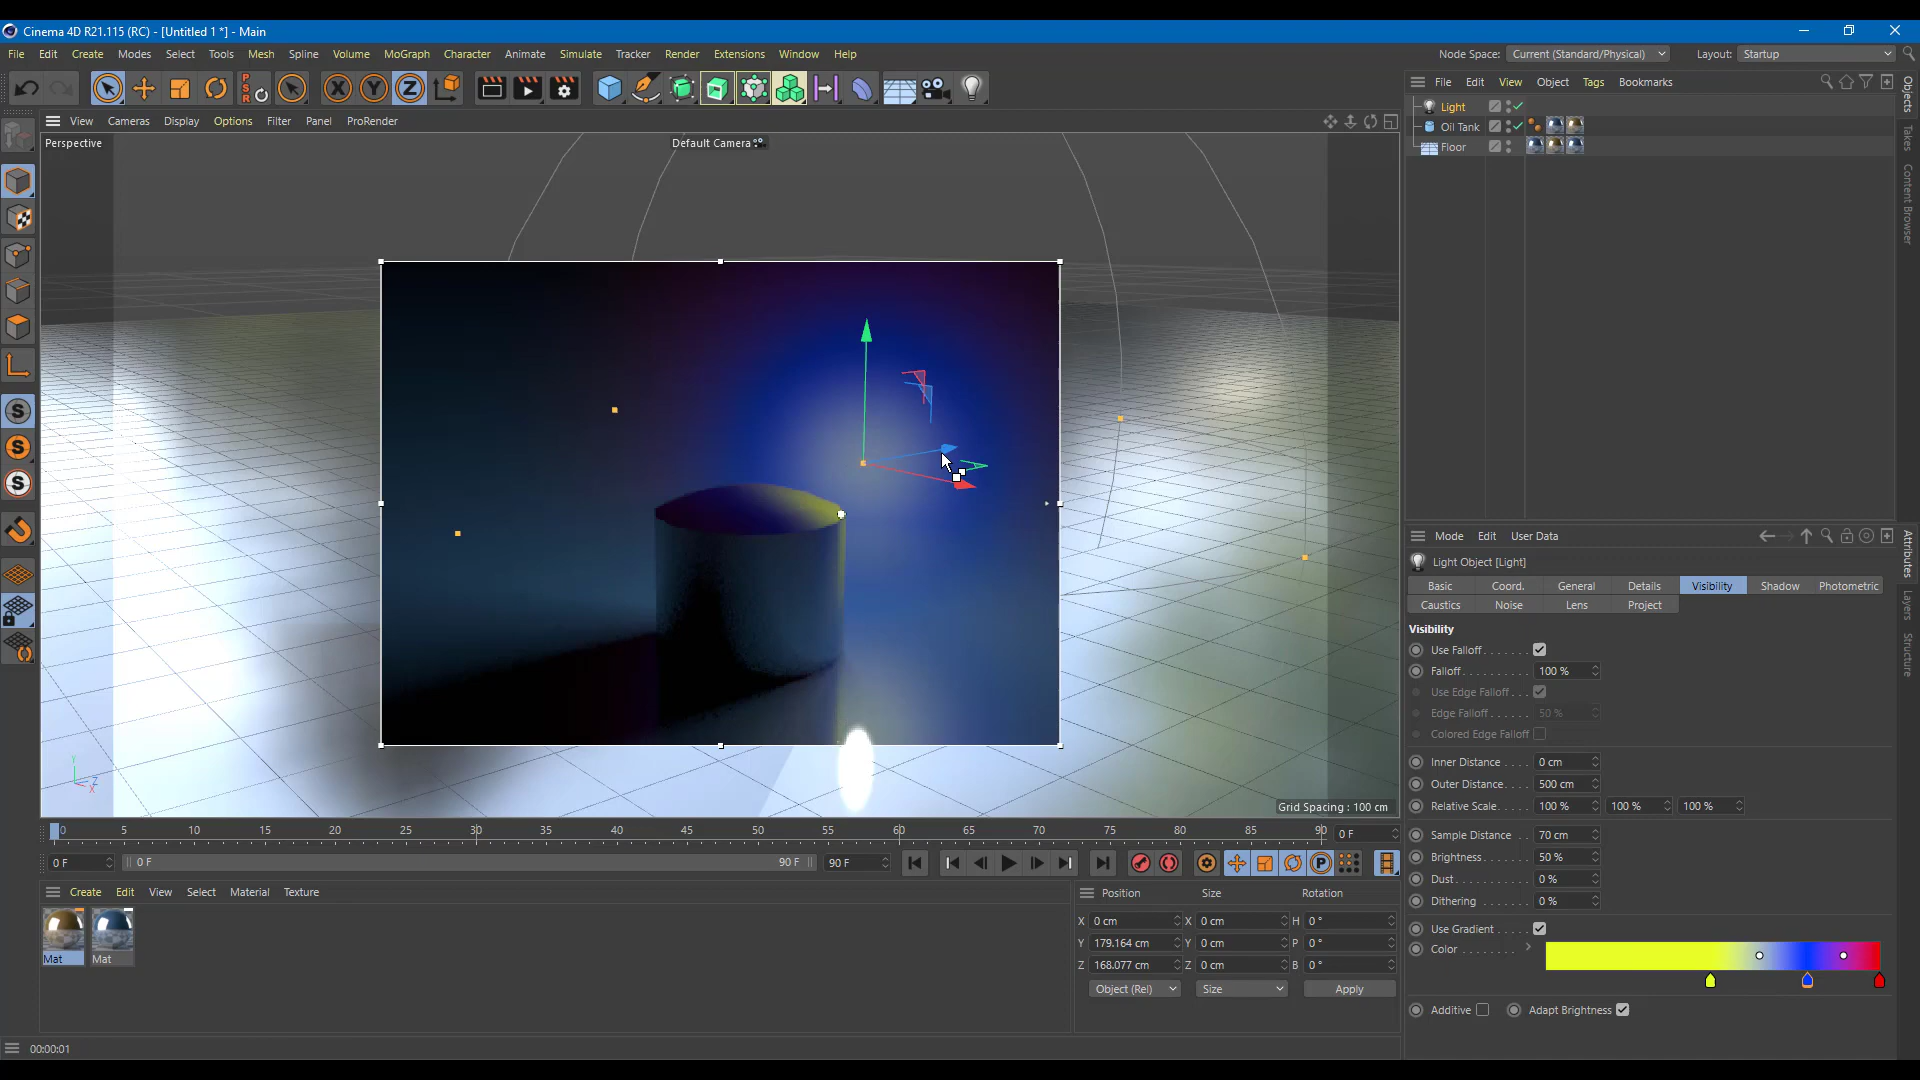 Cinema 4D R21.115 (RC) - [Untitled 1 *] - Main
File Edit Create Modes Select Tools Mesh Spline Volume MoGraph Character Animate Simulate Tracker Render Extensions Window Help
Node Space: Current (Standard/Physical) Layout: Startup
PSR X Y Z
View Cameras Display Options Filter Panel ProRender
Perspective
Default Camera
Grid Spacing : 100 cm
Y
Z
X
S
S
S
0 5 10 15 20 25 30 35 40 45 50 55 60 65 70 75 80 85 90 0 F
0 F 0 F 90 F 90 F P
Create Edit View Select Material Texture
Mat Mat
Position Size Rotation
X 0 cm X 0 cm H 0 °
Y 179.164 cm Y 0 cm P 0 °
Z 168.077 cm Z 0 cm B 0 °
Object (Rel) Size Apply
00:00:01
File Edit View Object Tags Bookmarks
Light
Oil Tank
Floor
Objects
Takes
Content Browser
Mode Edit User Data
Light Object [Light]
Basic Coord. General Details Visibility Shadow Photometric
Caustics Noise Lens Project
Visibility
Use Falloff . . . . . .
Falloff. . . . . . . . . 100 %
Use Edge Falloff . . .
Edge Falloff. . . . . . 50 %
Colored Edge Falloff
Inner Distance . . . 0 cm
Outer Distance. . . . 500 cm
Relative Scale. . . . . 100 % 100 % 100 %
Sample Distance . . 70 cm
Brightness . . . . . . 50 %
Dust. . . . . . . . . . 0 %
Dithering . . . . . . . 0 %
Use Gradient . . . . .
Color . . . . . . . .
Additive Adapt Brightness
Attributes
Layers
Structure